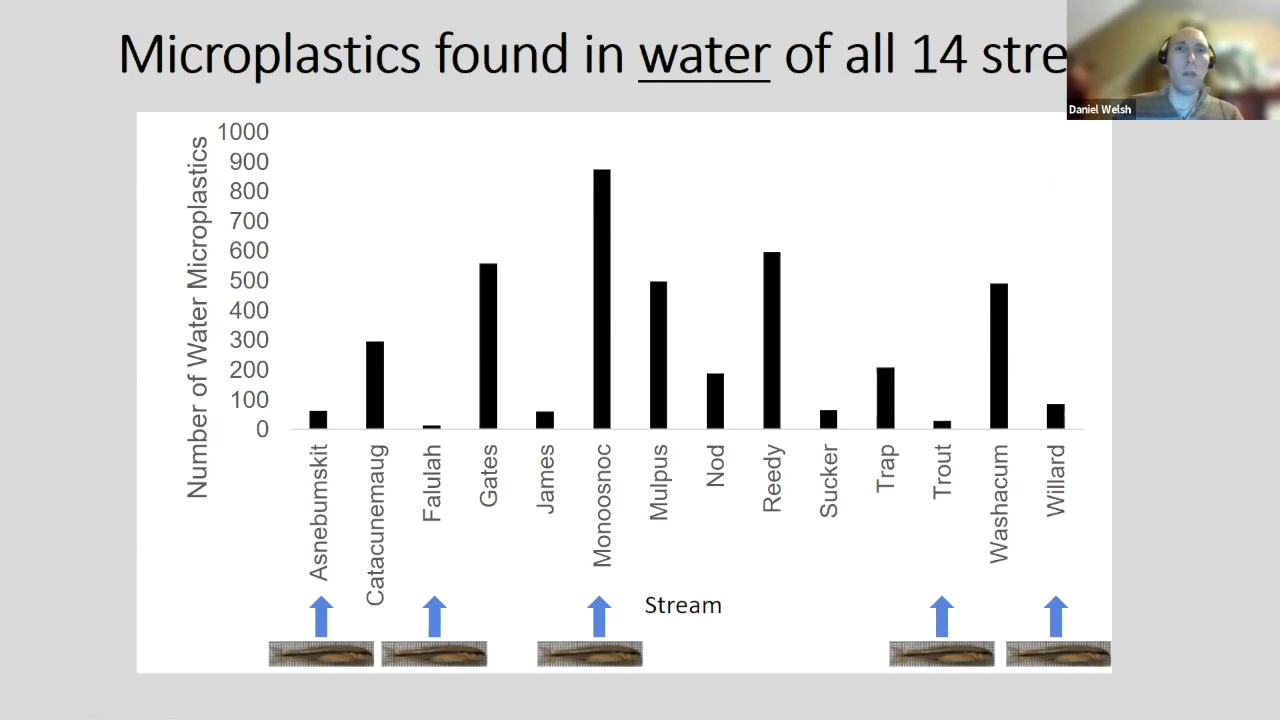 Microplastics found in water of all 14 stre
Daniel Welsh
Number of Water Microplastics
1000
900
800
700
600
500
400
300
200
100
0
Asnebumskit
Catacunemaug
Falulah
Gates
James
Monoosnoc
Mulpus
Nod
Reedy
Sucker
Trap
Trout
Washacum
Willard
Stream